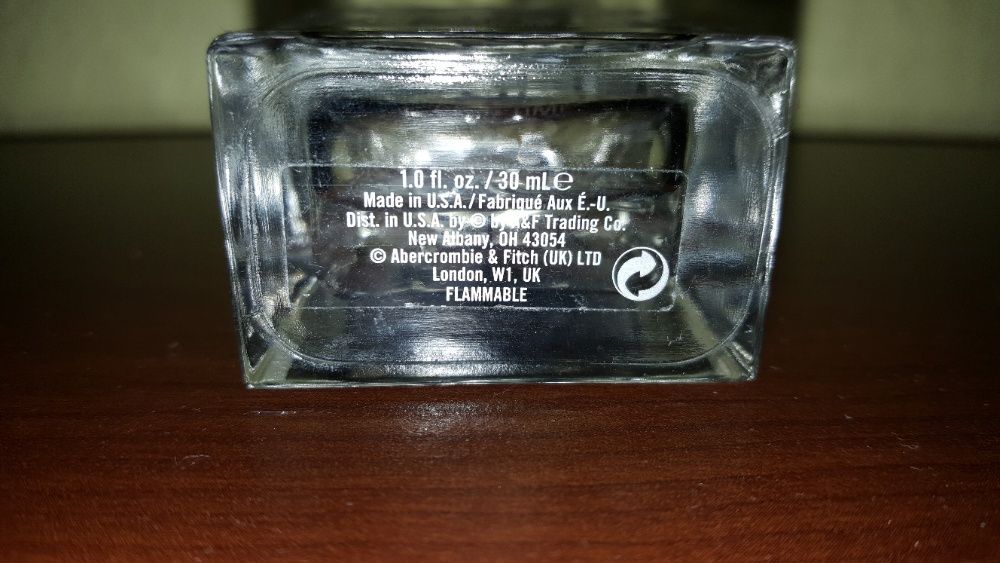 1.0 fl. oz. / 30 mL ℮
Made in U.S.A./Fabriqué Aux É.-U.
Dist. in U.S.A. by © by A&F Trading Co.
New Albany, OH 43054
© Abercrombie & Fitch (UK) LTD
London, W1, UK
FLAMMABLE